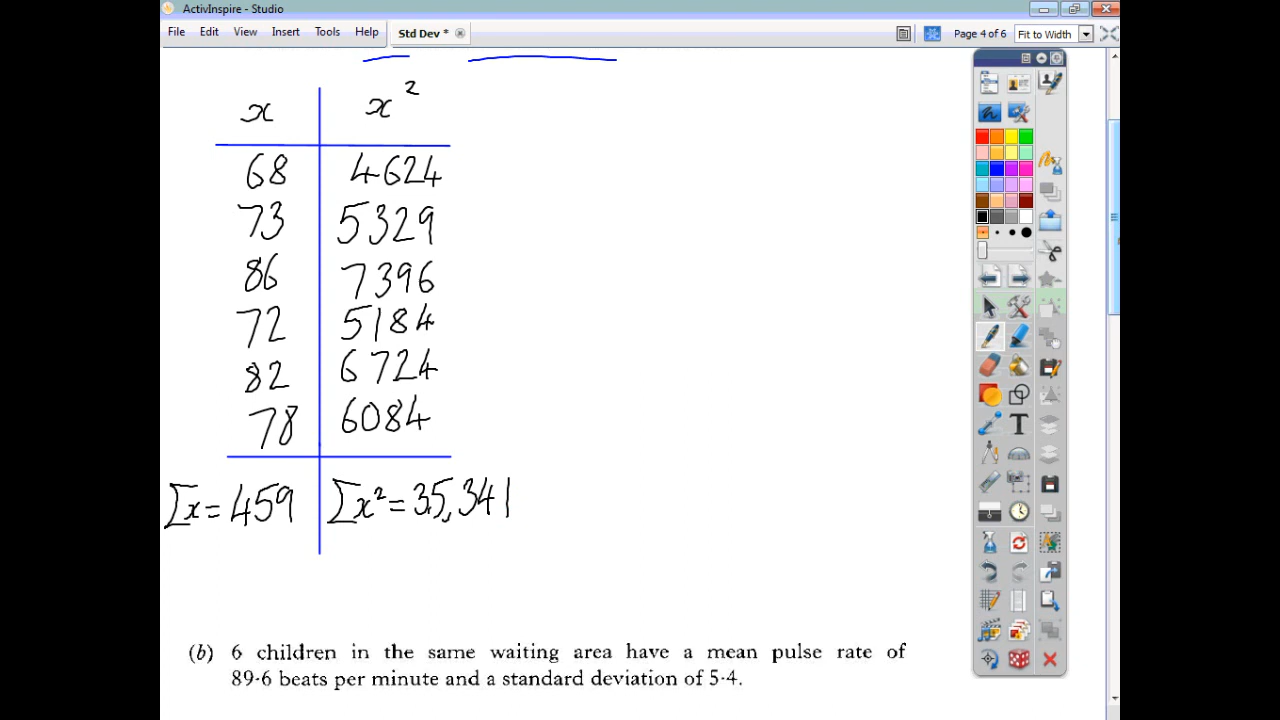 ActivInspire - Studio
File Edit View Insert Tools Help Std Dev * Page 4 of 6 Fit to Width
x x²
68 4624
73 5329
86 7396
72 5184
82 6724
78 6084
∑x = 459 ∑x² = 35,341
(b) 6 children in the same waiting area have a mean pulse rate of
89·6 beats per minute and a standard deviation of 5·4.